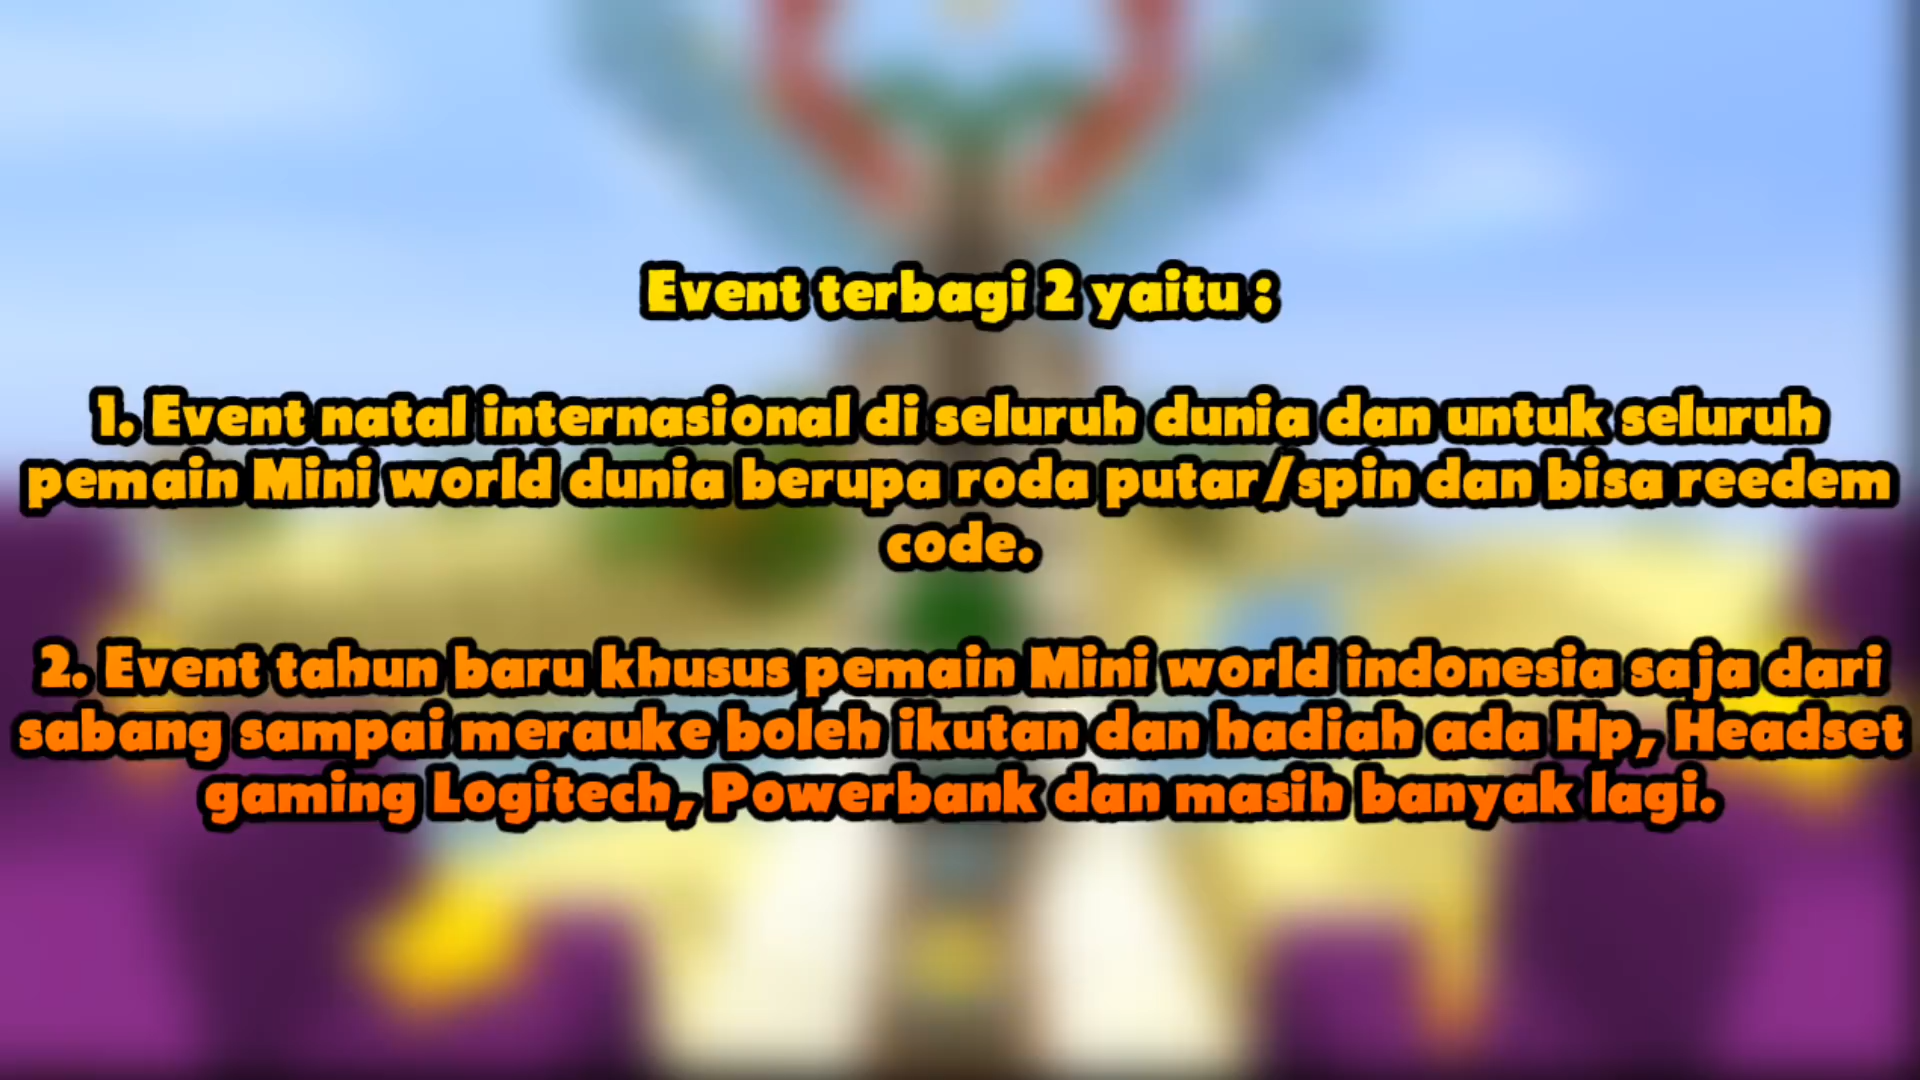 Event terbagi 2 yaitu :
1. Event natal internasional di seluruh dunia dan untuk seluruh
pemain Mini world dunia berupa roda putar/spin dan bisa reedem
code.
2. Event tahun baru khusus pemain Mini world indonesia saja dari
sabang sampai merauke boleh ikutan dan hadiah ada Hp, Headset
gaming Logitech, Powerbank dan masih banyak lagi.